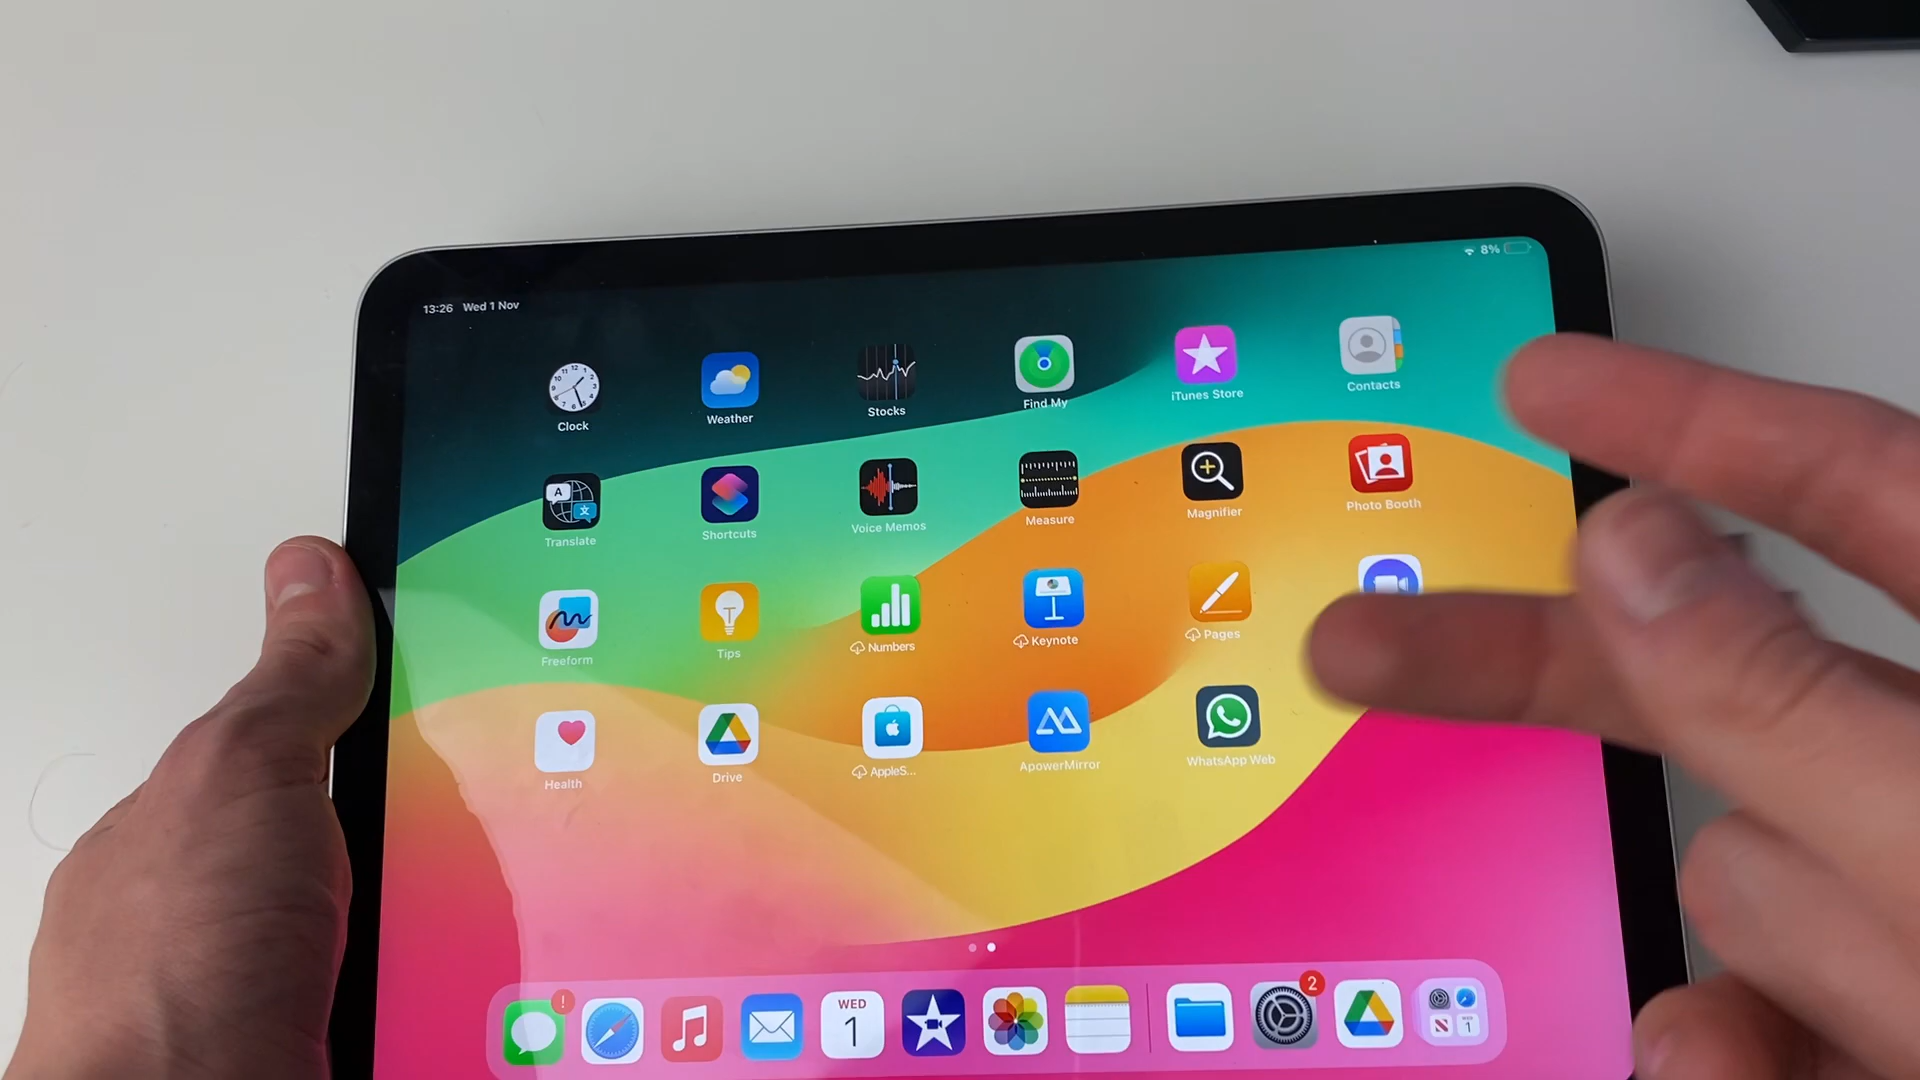 13:26 Wed 1 Nov
8%
Clock
Weather
Stocks
Find My
iTunes Store
Contacts
Translate
Shortcuts
Voice Memos
Measure
Magnifier
Photo Booth
Freeform
Tips
Numbers
Keynote
Pages
Health
Drive
AppleS...
ApowerMirror
WhatsApp Web
!
WED
1
2